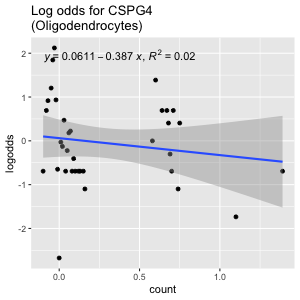 Log odds for CSPG4
(Oligodendrocytes)
y = 0.0611 – 0.387 x, R² = 0.02
2
1
0
-1
-2
logodds
0.0
0.5
1.0
count